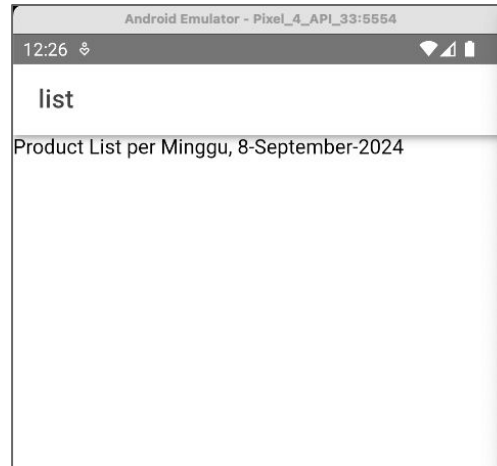 Android Emulator - Pixel_4_API_33:5554
12:26
list
Product List per Minggu, 8-September-2024